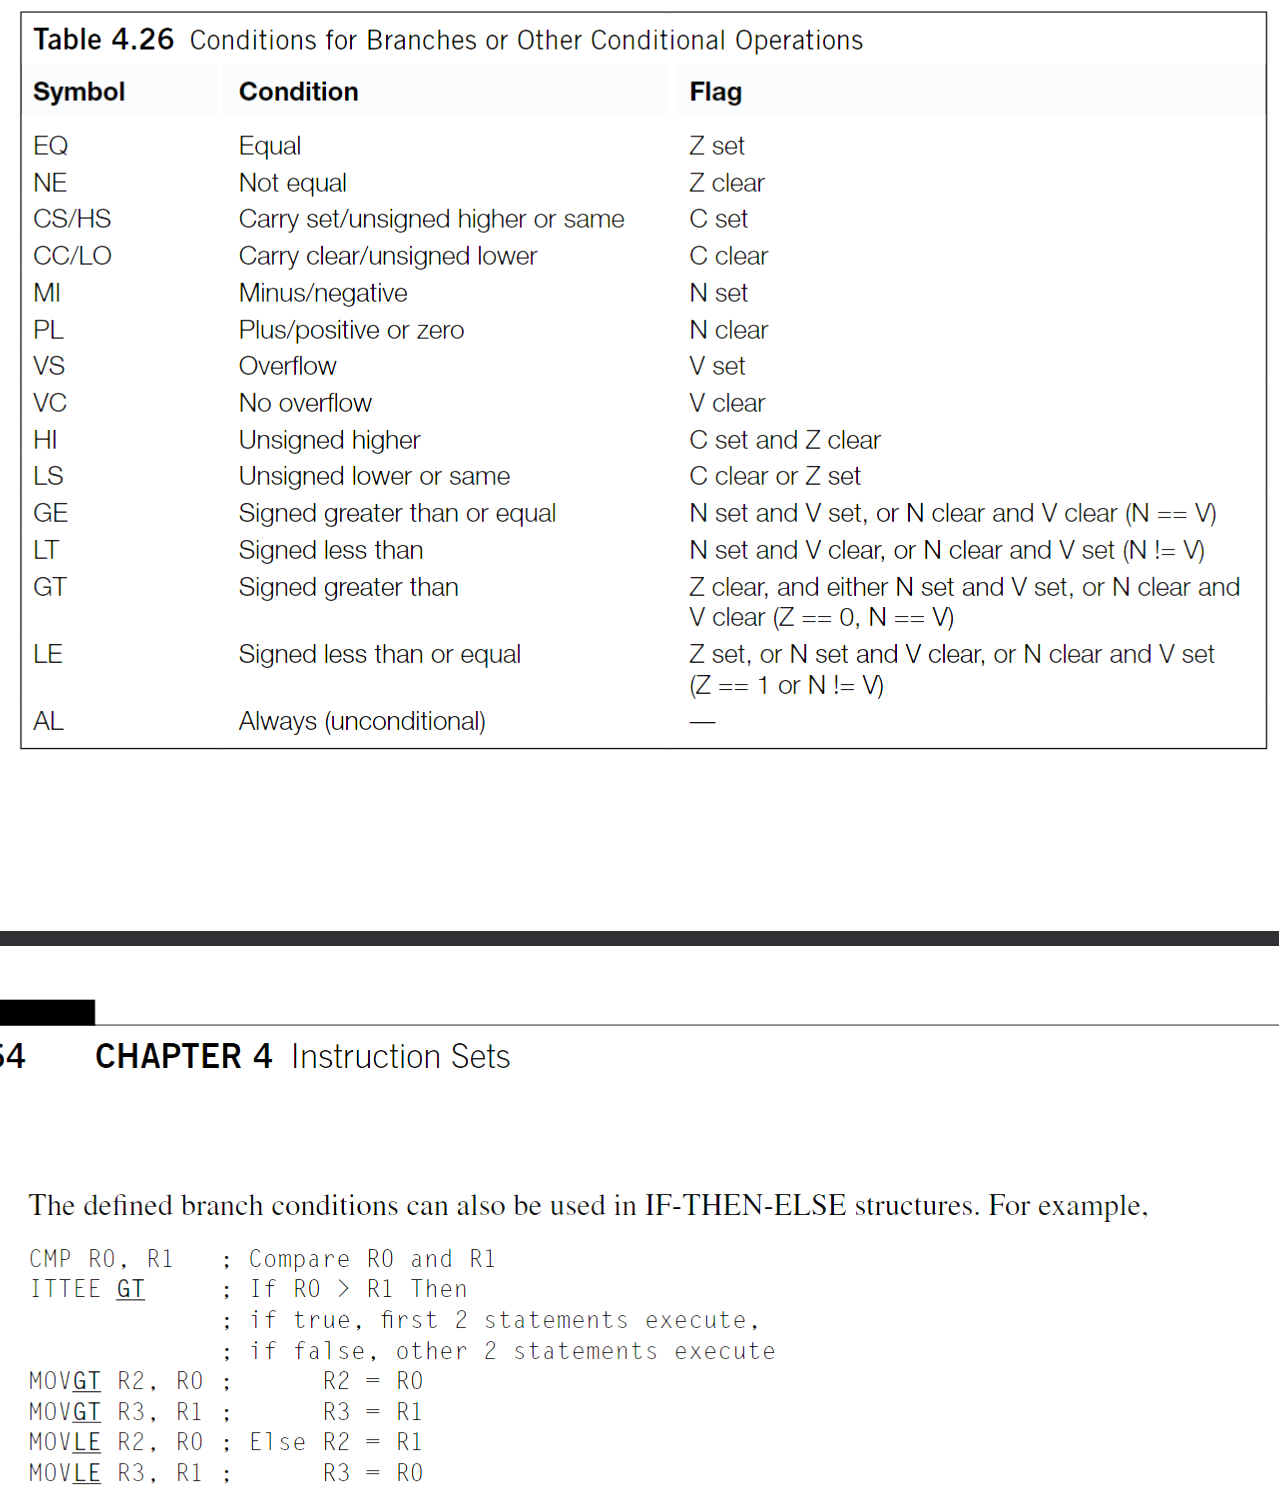 Table 4.26 Conditions for Branches or Other Conditional Operations
Symbol Condition Flag
EQ Equal Z set
NE Not equal Z clear
CS/HS Carry set/unsigned higher or same C set
CC/LO Carry clear/unsigned lower C clear
MI Minus/negative N set
PL Plus/positive or zero N clear
VS Overflow V set
VC No overflow V clear
HI Unsigned higher C set and Z clear
LS Unsigned lower or same C clear or Z set
GE Signed greater than or equal N set and V set, or N clear and V clear (N == V)
LT Signed less than N set and V clear, or N clear and V set (N != V)
GT Signed greater than Z clear, and either N set and V set, or N clear and
V clear (Z == 0, N == V)
LE Signed less than or equal Z set, or N set and V clear, or N clear and V set
(Z == 1 or N != V)
AL Always (unconditional) —
4 CHAPTER 4 Instruction Sets
The defined branch conditions can also be used in IF-THEN-ELSE structures. For example,
CMP R0, R1 ; Compare R0 and R1
ITTEE GT ; If R0 > R1 Then
; if true, first 2 statements execute,
; if false, other 2 statements execute
MOVGT R2, R0 ; R2 = R0
MOVGT R3, R1 ; R3 = R1
MOVLE R2, R0 ; Else R2 = R1
MOVLE R3, R1 ; R3 = R0